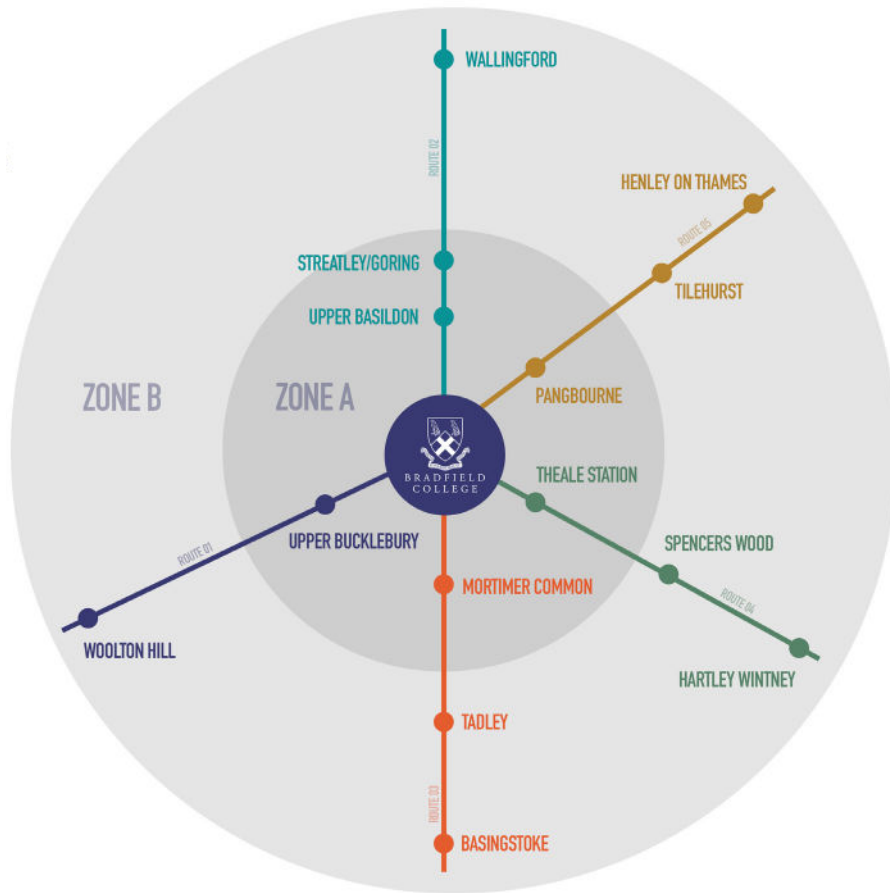 WALLINGFORD
ROUTE 02
HENLEY ON THAMES
ROUTE 05
STREATLEY/GORING
TILEHURST
UPPER BASILDON
ZONE B
ZONE A
PANGBOURNE
BRADFIELD
COLLEGE
THEALE STATION
UPPER BUCKLEBURY
SPENCERS WOOD
ROUTE 01
MORTIMER COMMON
ROUTE 04
WOOLTON HILL
HARTLEY WINTNEY
TADLEY
ROUTE 03
BASINGSTOKE